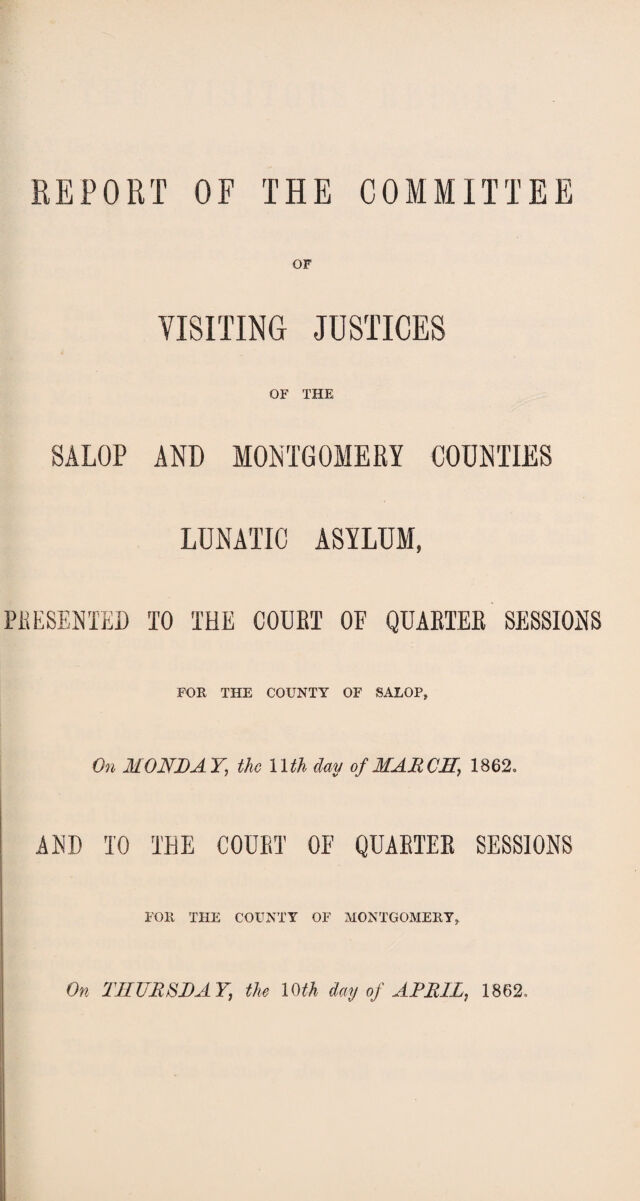 REPORT OF THE COMMITTEE
OF
VISITING JUSTICES
OF THE
SALOP AND MONTGOMERY COUNTIES
LUNATIC ASYLUM,
PRESENTED TO THE COURT OF QUARTER SESSIONS
FOR THE COUNTY OF SALOP,
On MONDAY, the 11th day of MARCH, 1862.
AND TO THE COURT OF QUARTER SESSIONS
FOR THE COUNTY OF MONTGOMERY,
On THURSDAY, the 10th day of APRIL, 1862.